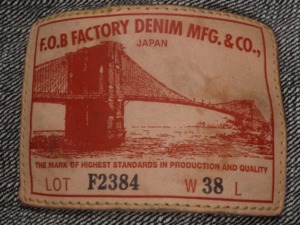 F.O.B FACTORY DENIM MFG. & CO.,
JAPAN
THE MARK OF HIGHEST STANDARDS IN PRODUCTION AND QUALITY
LOT F2384 W 38 L